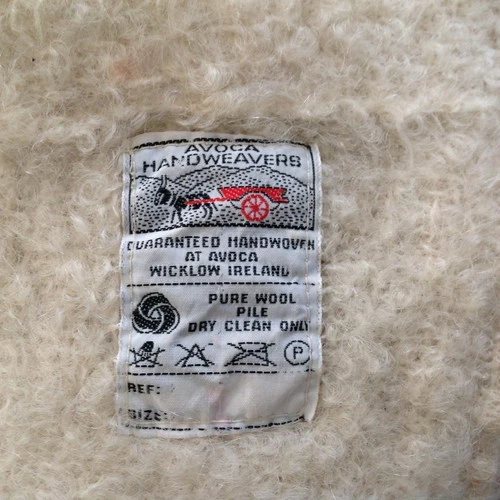 AVOCA
HANDWEAVERS
GUARANTEED HANDWOVEN
AT AVOCA
WICKLOW IRELAND
PURE WOOL
PILE
DRY CLEAN ONLY
P
REF:
SIZE: